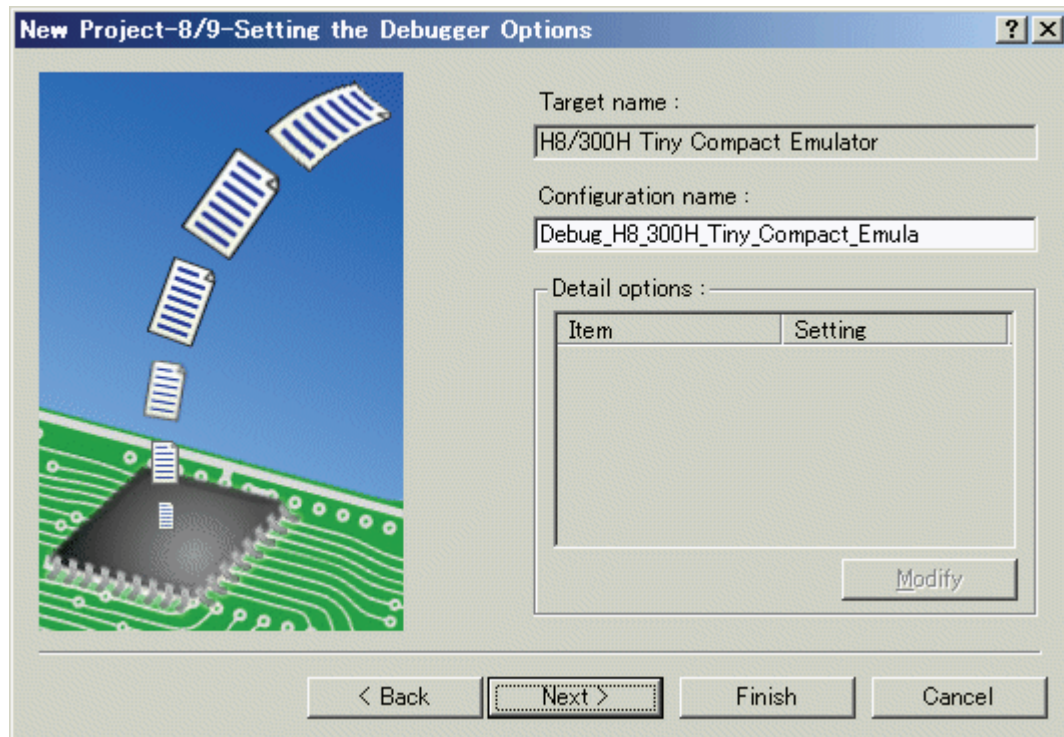 New Project-8/9-Setting the Debugger Options
Target name :
H8/300H Tiny Compact Emulator
Configuration name :
Debug_H8_300H_Tiny_Compact_Emula
Detail options :
Item Setting
Modify
< Back Next > Finish Cancel